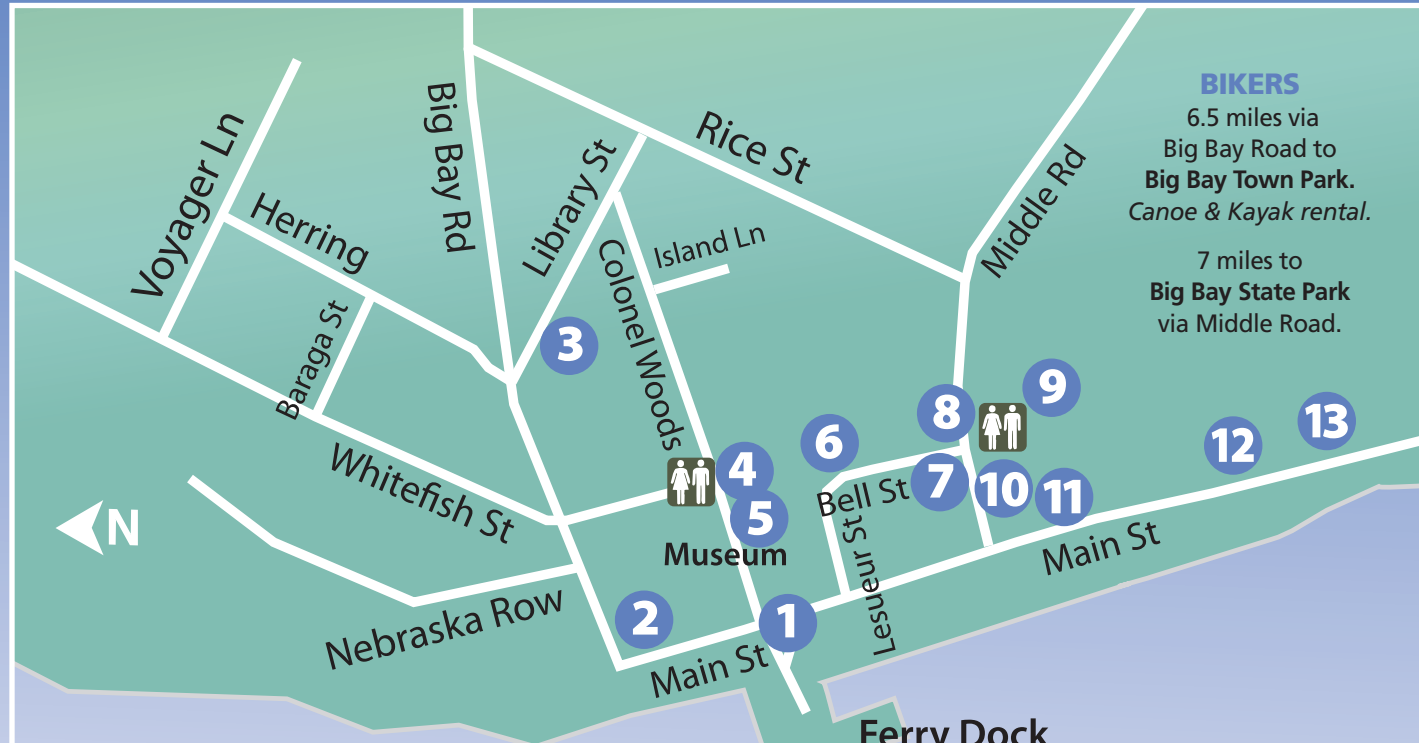 BIKERS
6.5 miles via
Big Bay Road to
Big Bay Town Park.
Canoe & Kayak rental.
7 miles to
Big Bay State Park
via Middle Road.
Voyager Ln
Herring
Big Bay Rd
Library St
Rice St
Middle Rd
Island Ln
Colonel Woods
Baraga St
Whitefish St
Nebraska Row
N
3
4
5
Museum
6
Bell St
Lesueur St
7
8
9
10
11
12
13
2
1
Main St
Main St
Ferry Dock